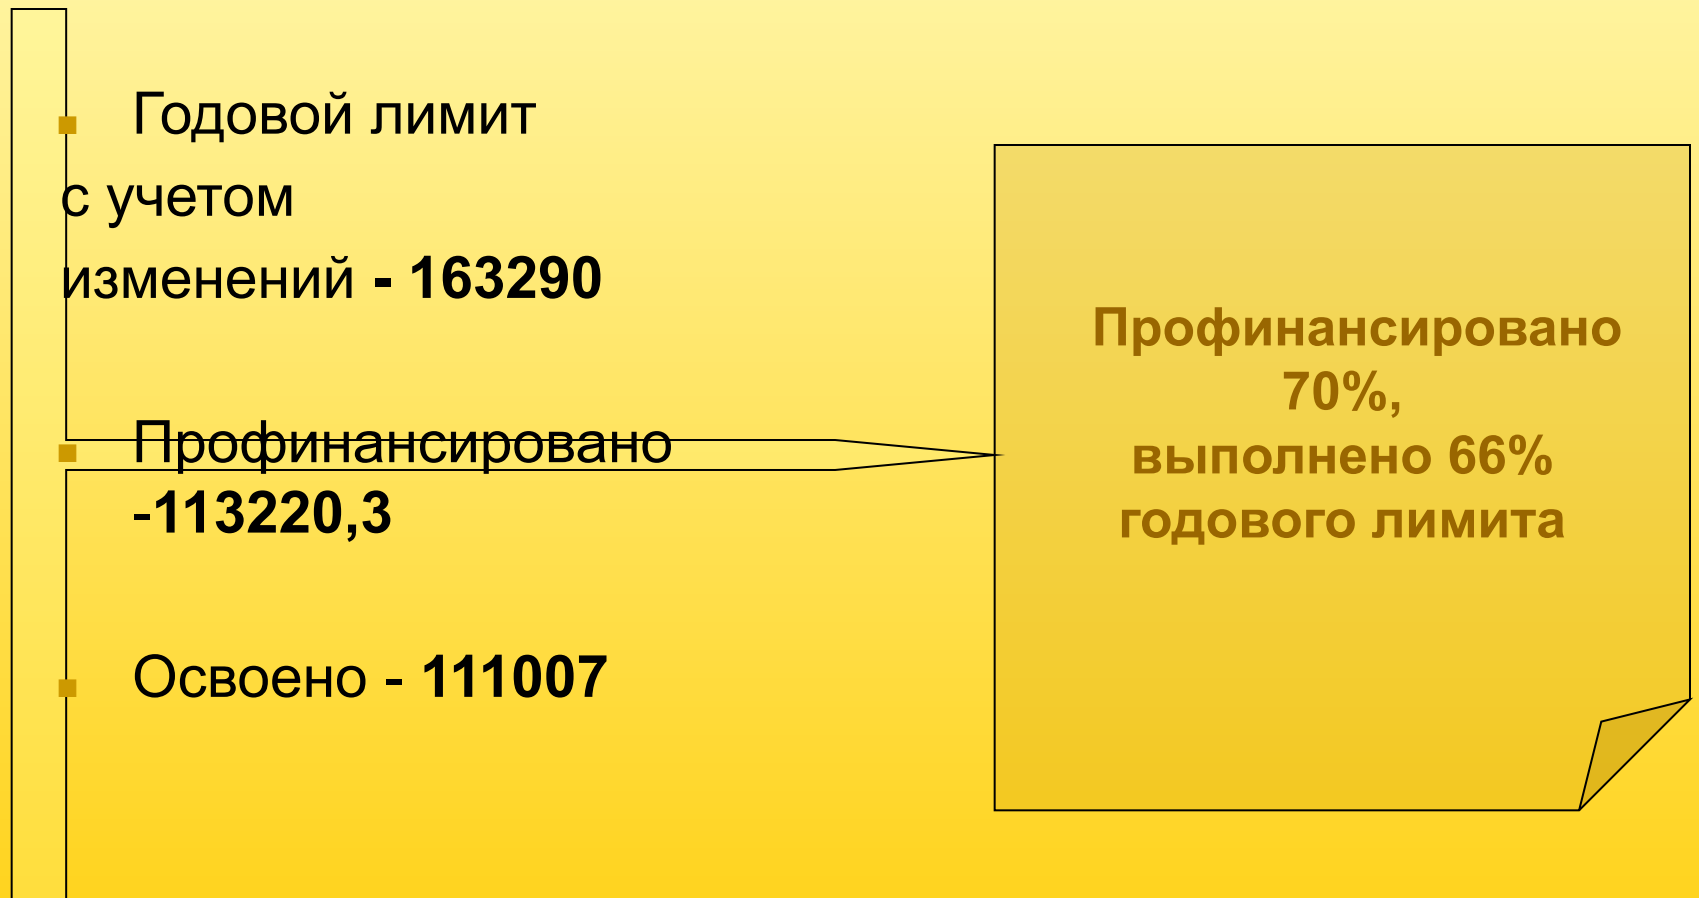 Годовой лимит
с учетом
изменений - 163290
Профинансировано
-113220,3
Освоено - 111007
Профинансировано
70%,
выполнено 66%
годового лимита